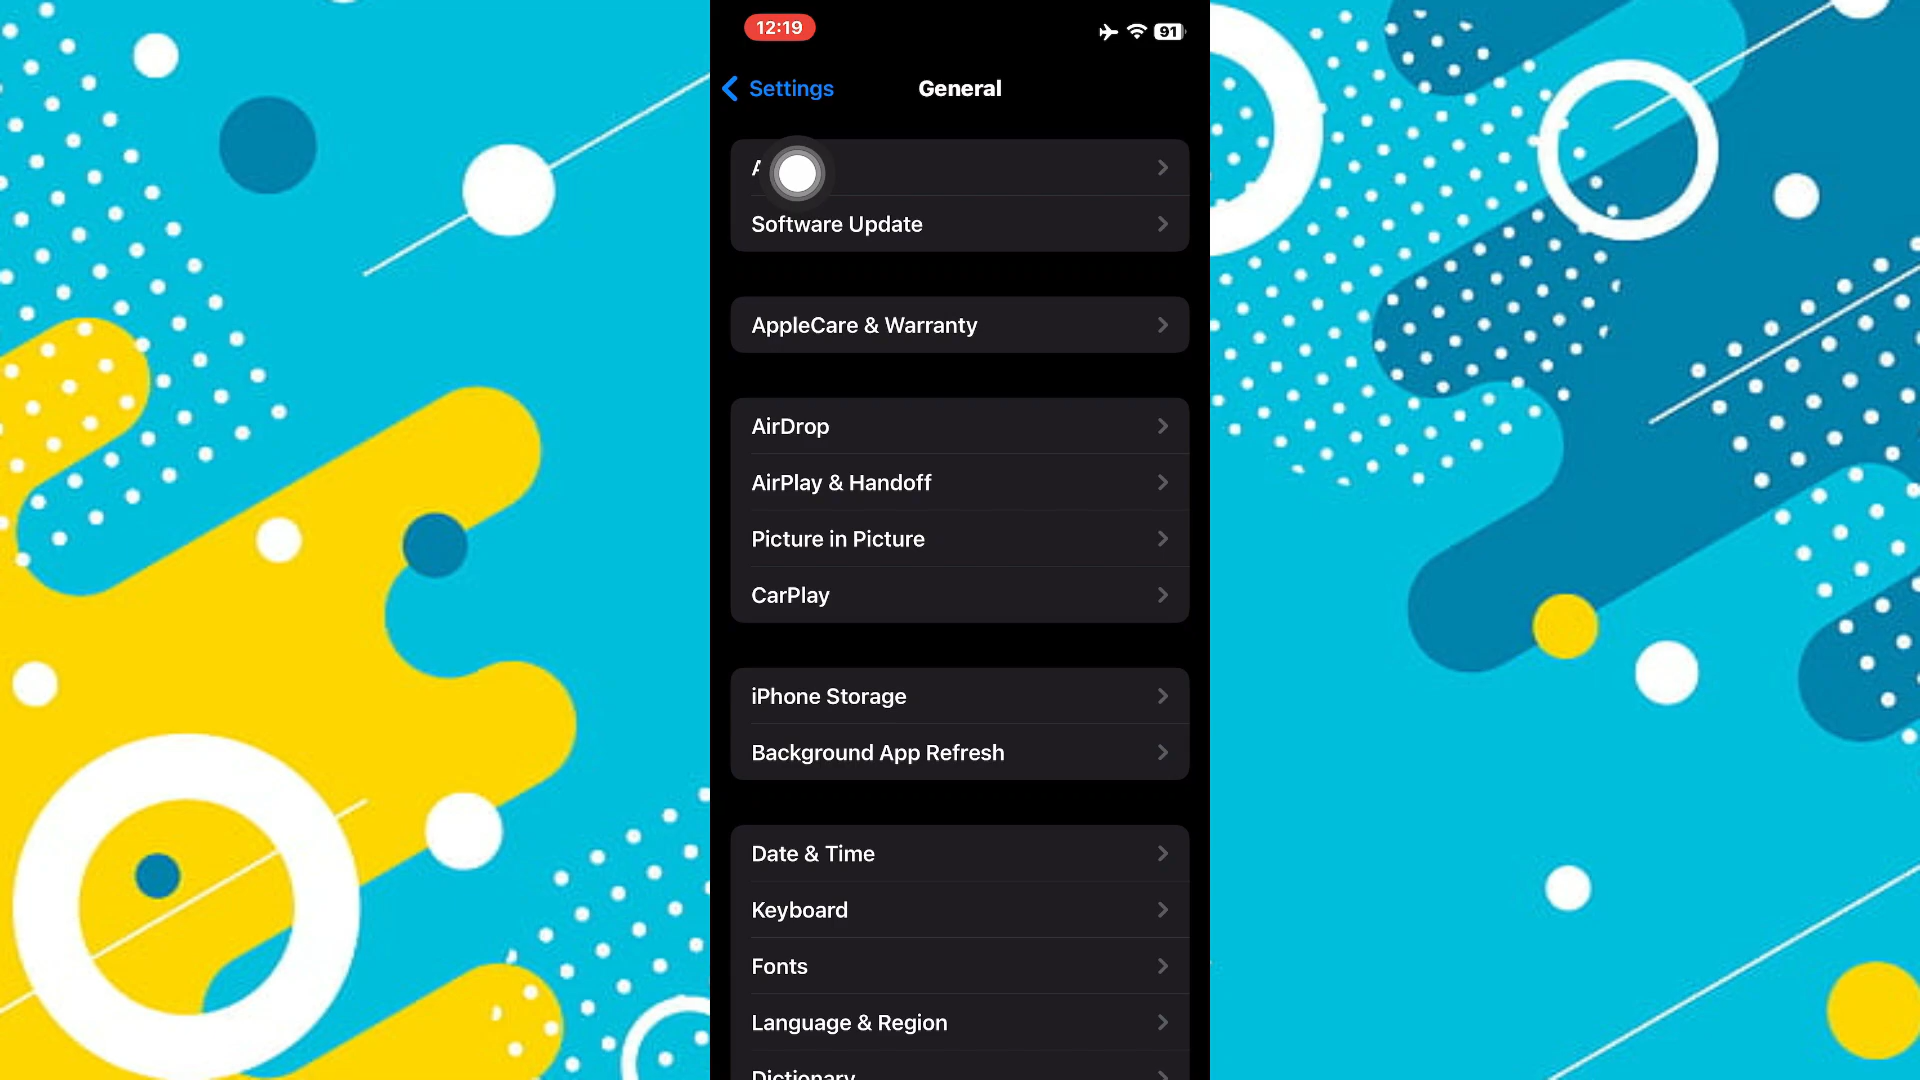 12:19
91
Settings
General
Software Update
AppleCare & Warranty
AirDrop
AirPlay & Handoff
Picture in Picture
CarPlay
iPhone Storage
Background App Refresh
Date & Time
Keyboard
Fonts
Language & Region
Dictionary